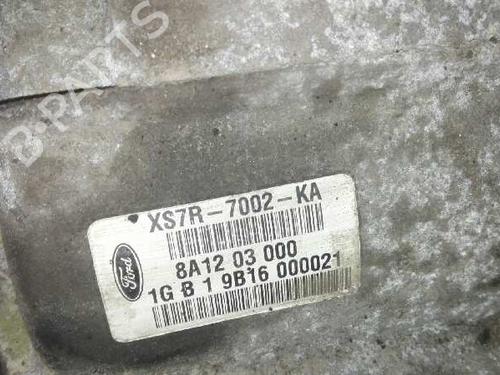 B-PARTS
XS7R-7002-KA
8A12 03 000
Ford
1G B 1 9B16 000021